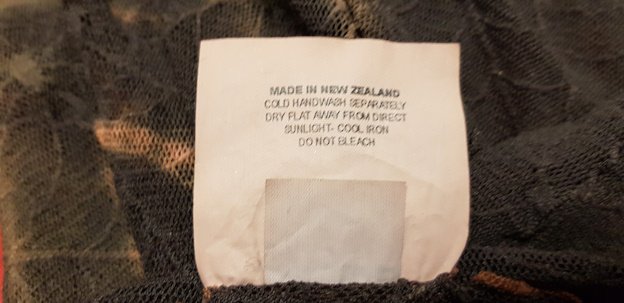 MADE IN NEW ZEALAND
COLD HANDWASH SEPARATELY
DRY FLAT AWAY FROM DIRECT
SUNLIGHT- COOL IRON
DO NOT BLEACH